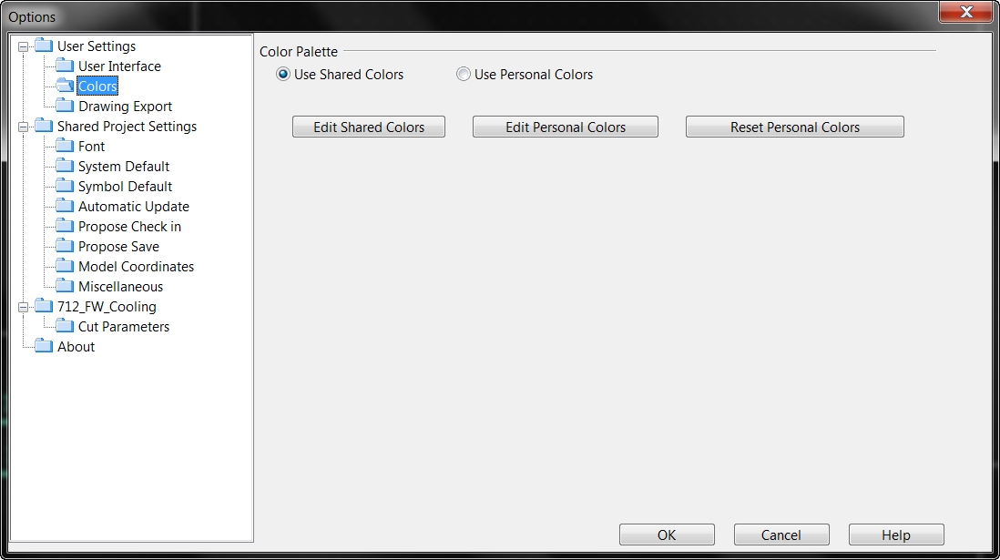 Options
User Settings
User Interface
Colors
Drawing Export
Shared Project Settings
Font
System Default
Symbol Default
Automatic Update
Propose Check in
Propose Save
Model Coordinates
Miscellaneous
712_FW_Cooling
Cut Parameters
About
Color Palette
Use Shared Colors Use Personal Colors
Edit Shared Colors Edit Personal Colors Reset Personal Colors
OK Cancel Help